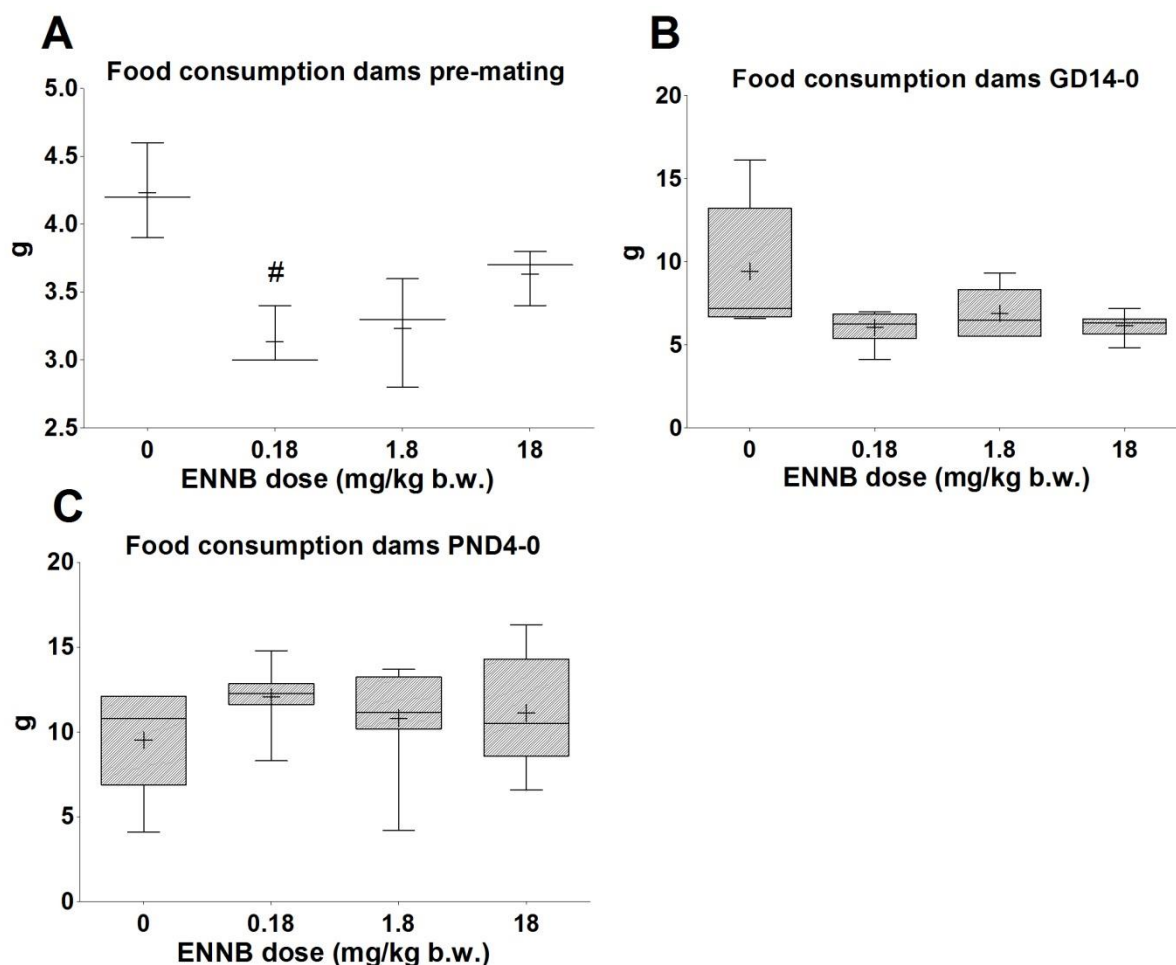 A
Food consumption dams pre-mating
5.0
4.5
4.0
3.5
3.0
2.5
g
#
0 0.18 1.8 18
ENNB dose (mg/kg b.w.)
B
Food consumption dams GD14-0
20
15
10
5
0
g
0 0.18 1.8 18
ENNB dose (mg/kg b.w.)
C
Food consumption dams PND4-0
20
15
10
5
0
g
0 0.18 1.8 18
ENNB dose (mg/kg b.w.)